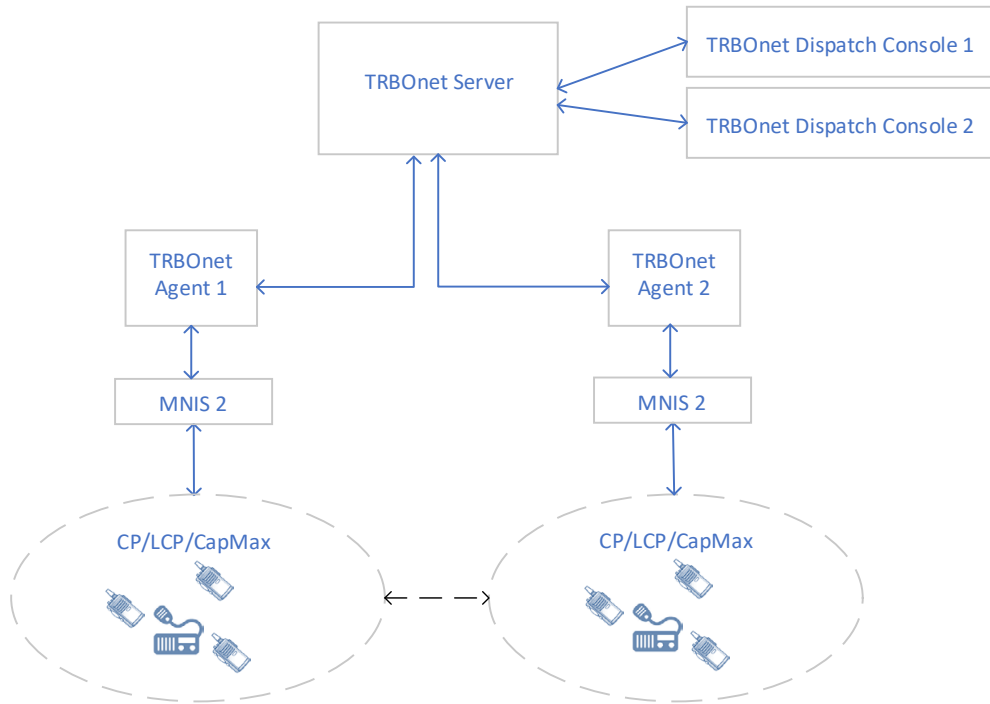 TRBOnet Server
TRBOnet Dispatch Console 1
TRBOnet Dispatch Console 2
TRBOnet
Agent 1
TRBOnet
Agent 2
MNIS 2
MNIS 2
CP/LCP/CapMax
CP/LCP/CapMax